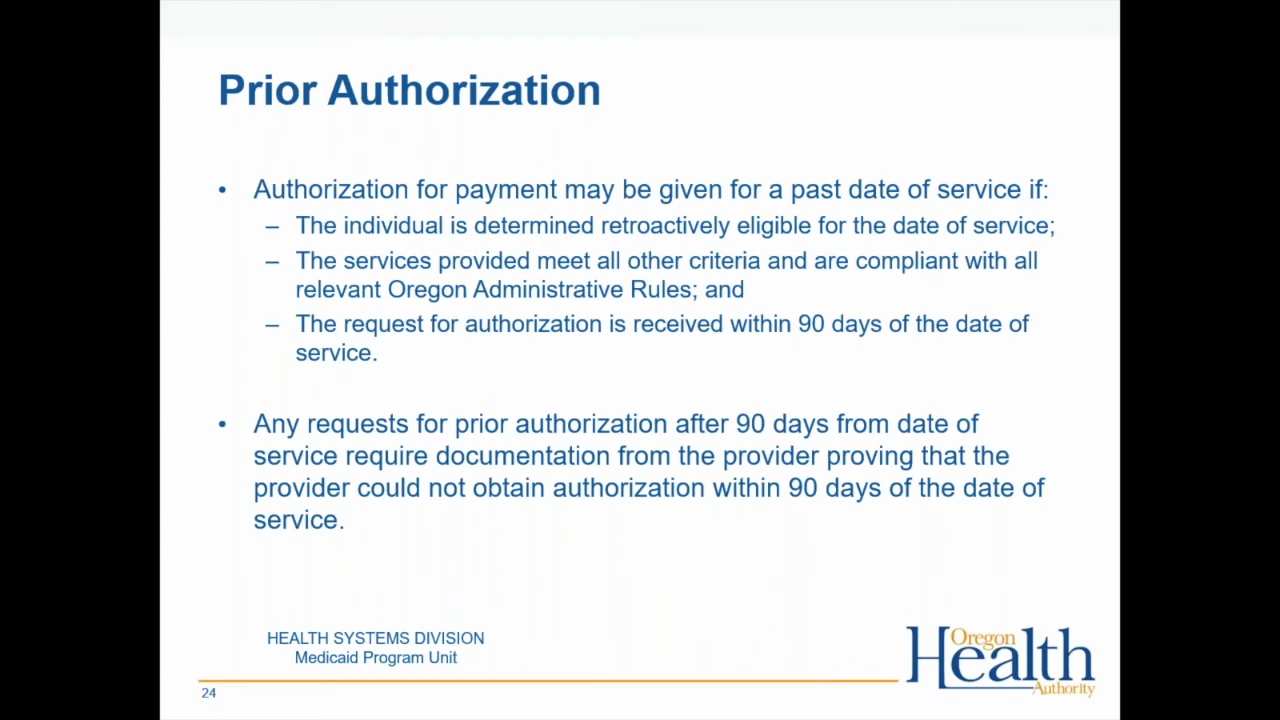 Prior Authorization
• Authorization for payment may be given for a past date of service if:
– The individual is determined retroactively eligible for the date of service;
– The services provided meet all other criteria and are compliant with all
relevant Oregon Administrative Rules; and
– The request for authorization is received within 90 days of the date of
service.
• Any requests for prior authorization after 90 days from date of
service require documentation from the provider proving that the
provider could not obtain authorization within 90 days of the date of
service.
HEALTH SYSTEMS DIVISION
Medicaid Program Unit
24
Oregon
Health
Authority